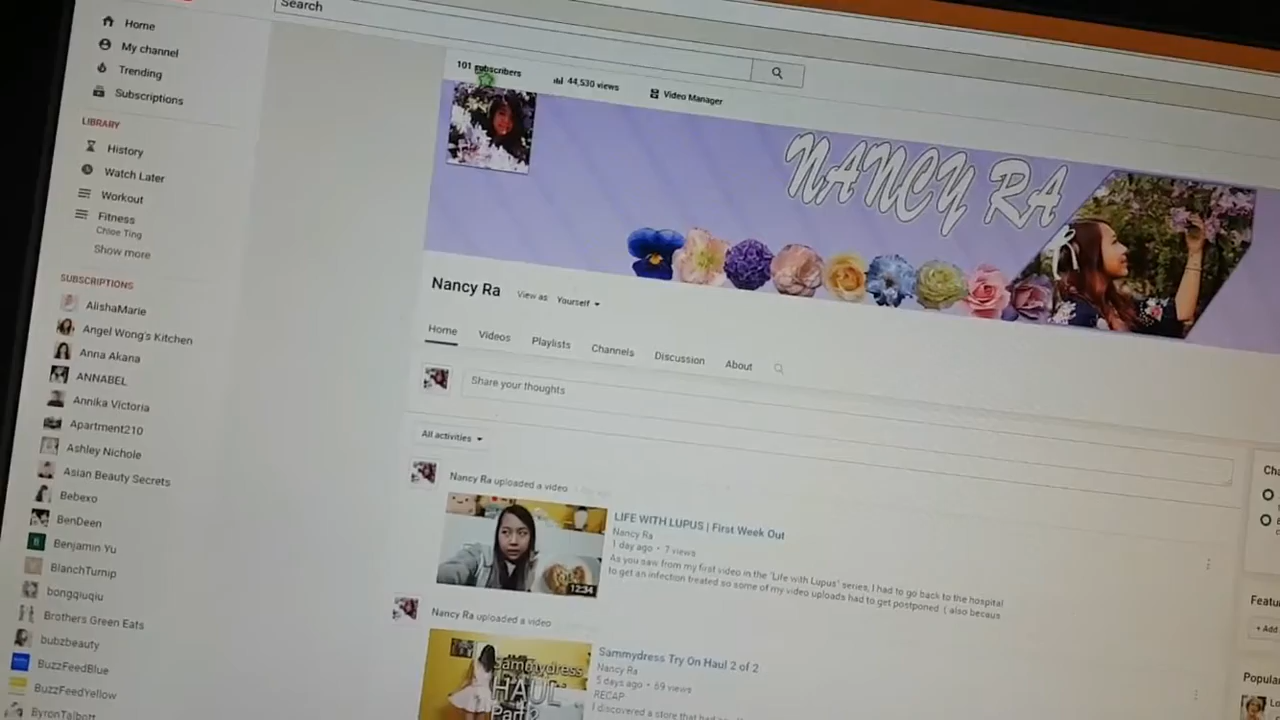 Search
Home
My channel
Trending
Subscriptions
LIBRARY
History
Watch Later
Workout
Fitness
Chloe Ting
Show more
SUBSCRIPTIONS
AlishaMarie
Angel Wong's Kitchen
Anna Akana
ANNABEL
Annika Victoria
Apartment210
Ashley Nichole
Asian Beauty Secrets
Bebexo
BenDeen
Benjamin Yu
BlanchTurnip
bongqiuqiu
Brothers Green Eats
bubzbeauty
BuzzFeedBlue
BuzzFeedYellow
ByronTalbott
101 subscribers
44,530 views
Video Manager
NANCY RA
Nancy Ra
View as Yourself
Home Videos Playlists Channels Discussion About
Share your thoughts
All activities
Nancy Ra uploaded a video
LIFE WITH LUPUS | First Week Out
Nancy Ra
1 day ago • 7 views
As you saw from my first video in the "Life with Lupus" series, I had to go back to the hospital
to get an infection treated so some of my video uploads had to get postponed. ( also becaus
12:34
Nancy Ra uploaded a video
Sammydress Try On Haul 2 of 2
Nancy Ra
5 days ago • 69 views
RECAP
I discovered a store that had
Sammydress
HAUL
Part 2
Cha
Featu
+ Add
Popula